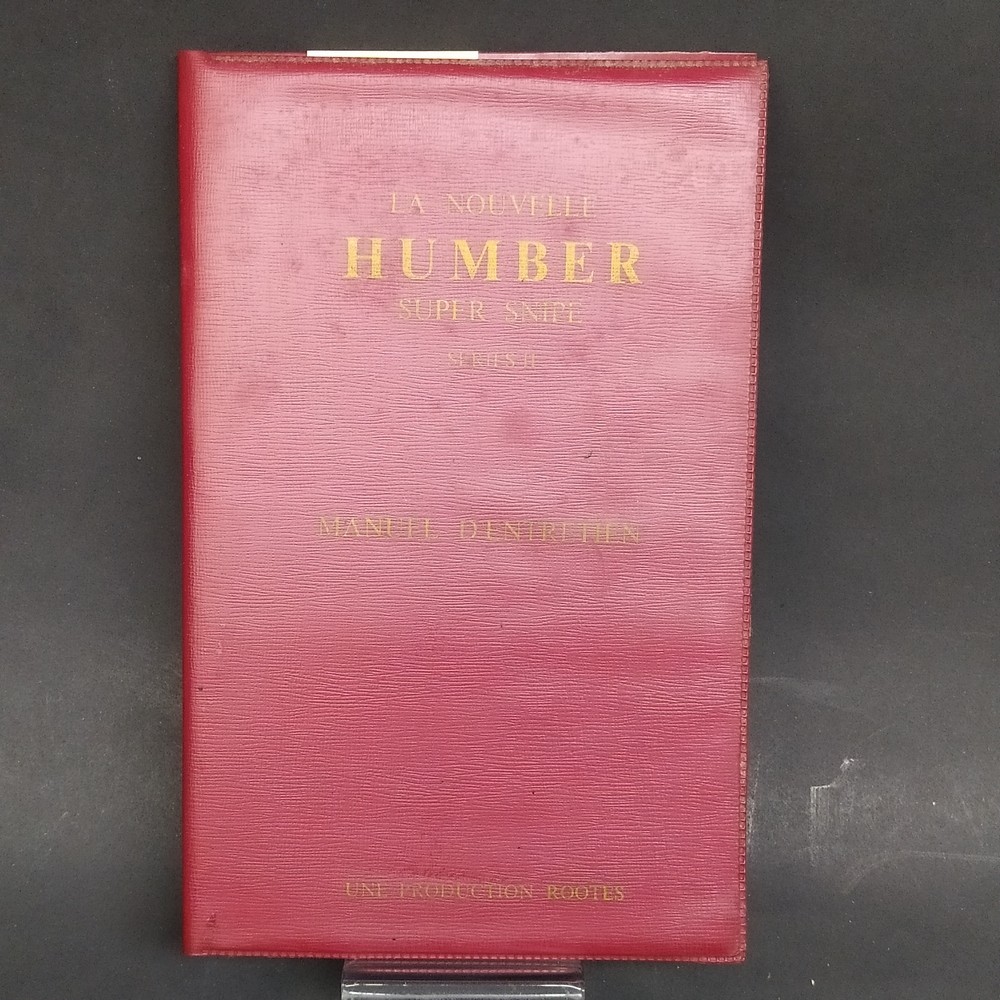 LA NOUVELLE
HUMBER
SUPER SNIPE
SERIES II
MANUEL D'ENTRETIEN
UNE PRODUCTION ROOTES